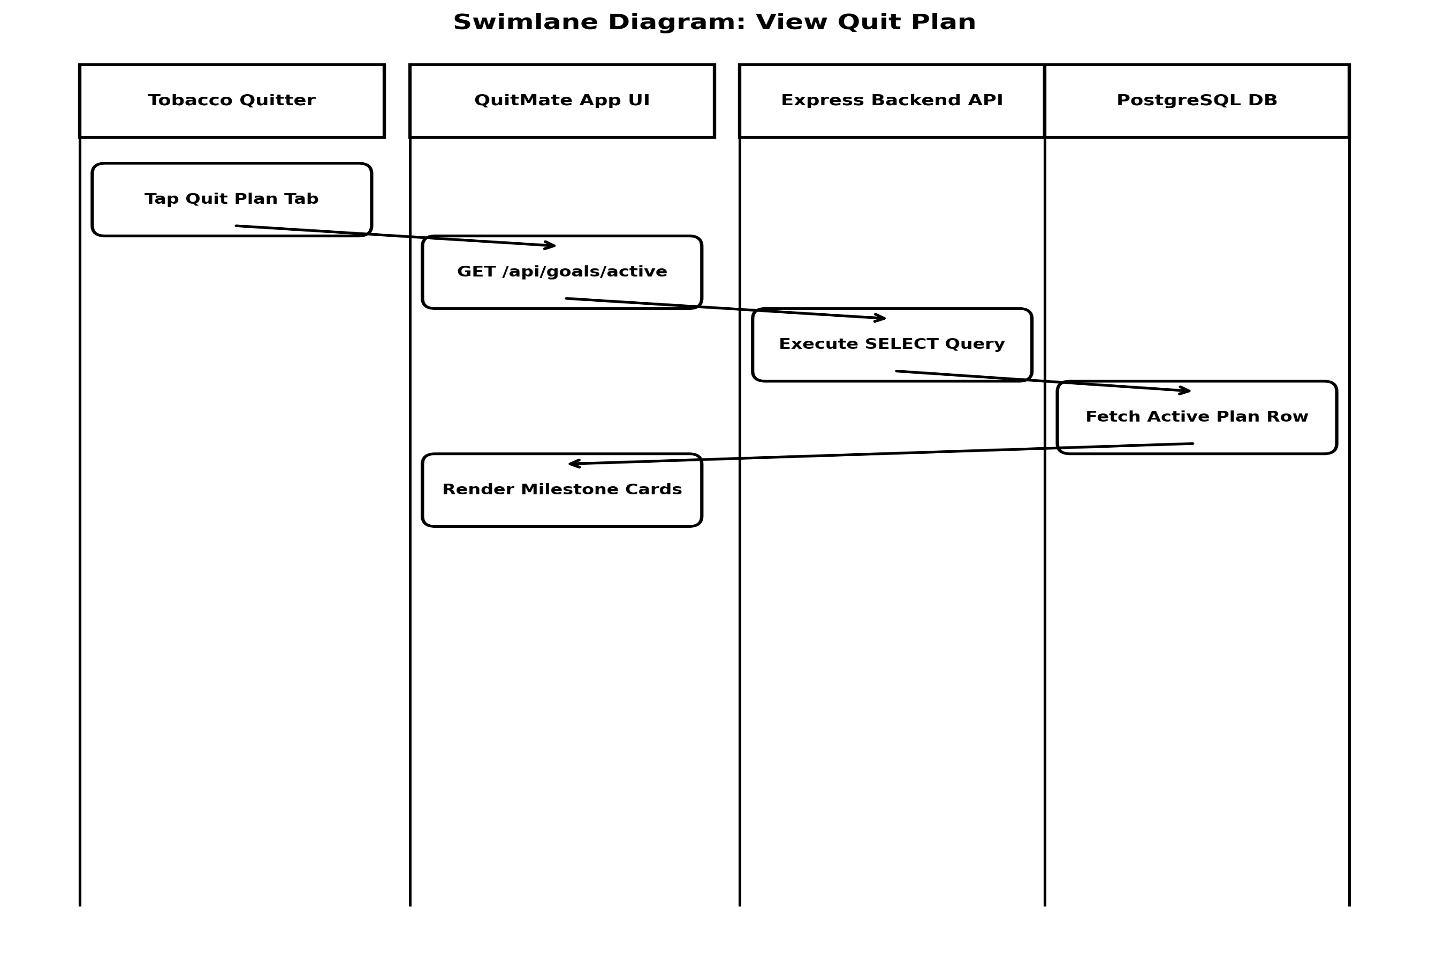 Swimlane Diagram: View Quit Plan
Tobacco Quitter
QuitMate App UI
Express Backend API
PostgreSQL DB
Tap Quit Plan Tab
GET /api/goals/active
Execute SELECT Query
Fetch Active Plan Row
Render Milestone Cards